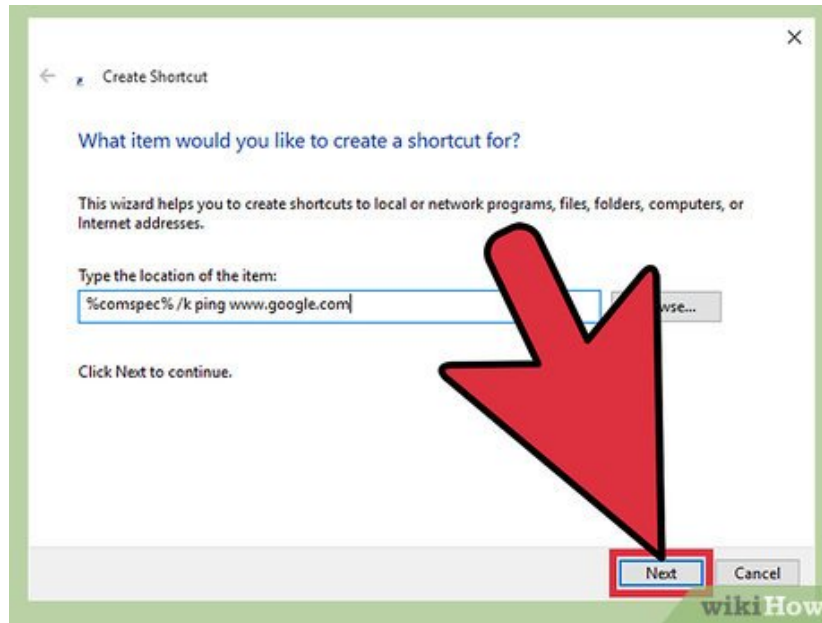 Create Shortcut
What item would you like to create a shortcut for?
This wizard helps you to create shortcuts to local or network programs, files, folders, computers, or
Internet addresses.
Type the location of the item:
%comspec% /k ping www.google.com
wse...
Click Next to continue.
Next
Cancel
wikiHow